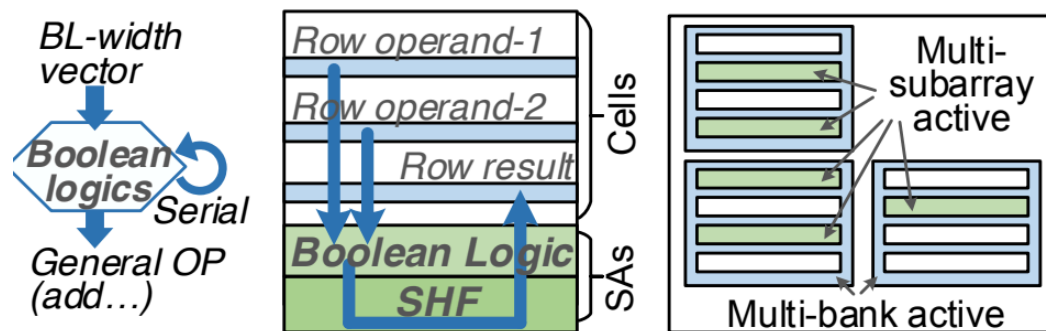 BL-width
vector
Boolean
logics
Serial
General OP
(add...)
Row operand-1
Row operand-2
Row result
Boolean Logic
SHF
Cells
SAs
Multi-
subarray
active
Multi-bank active